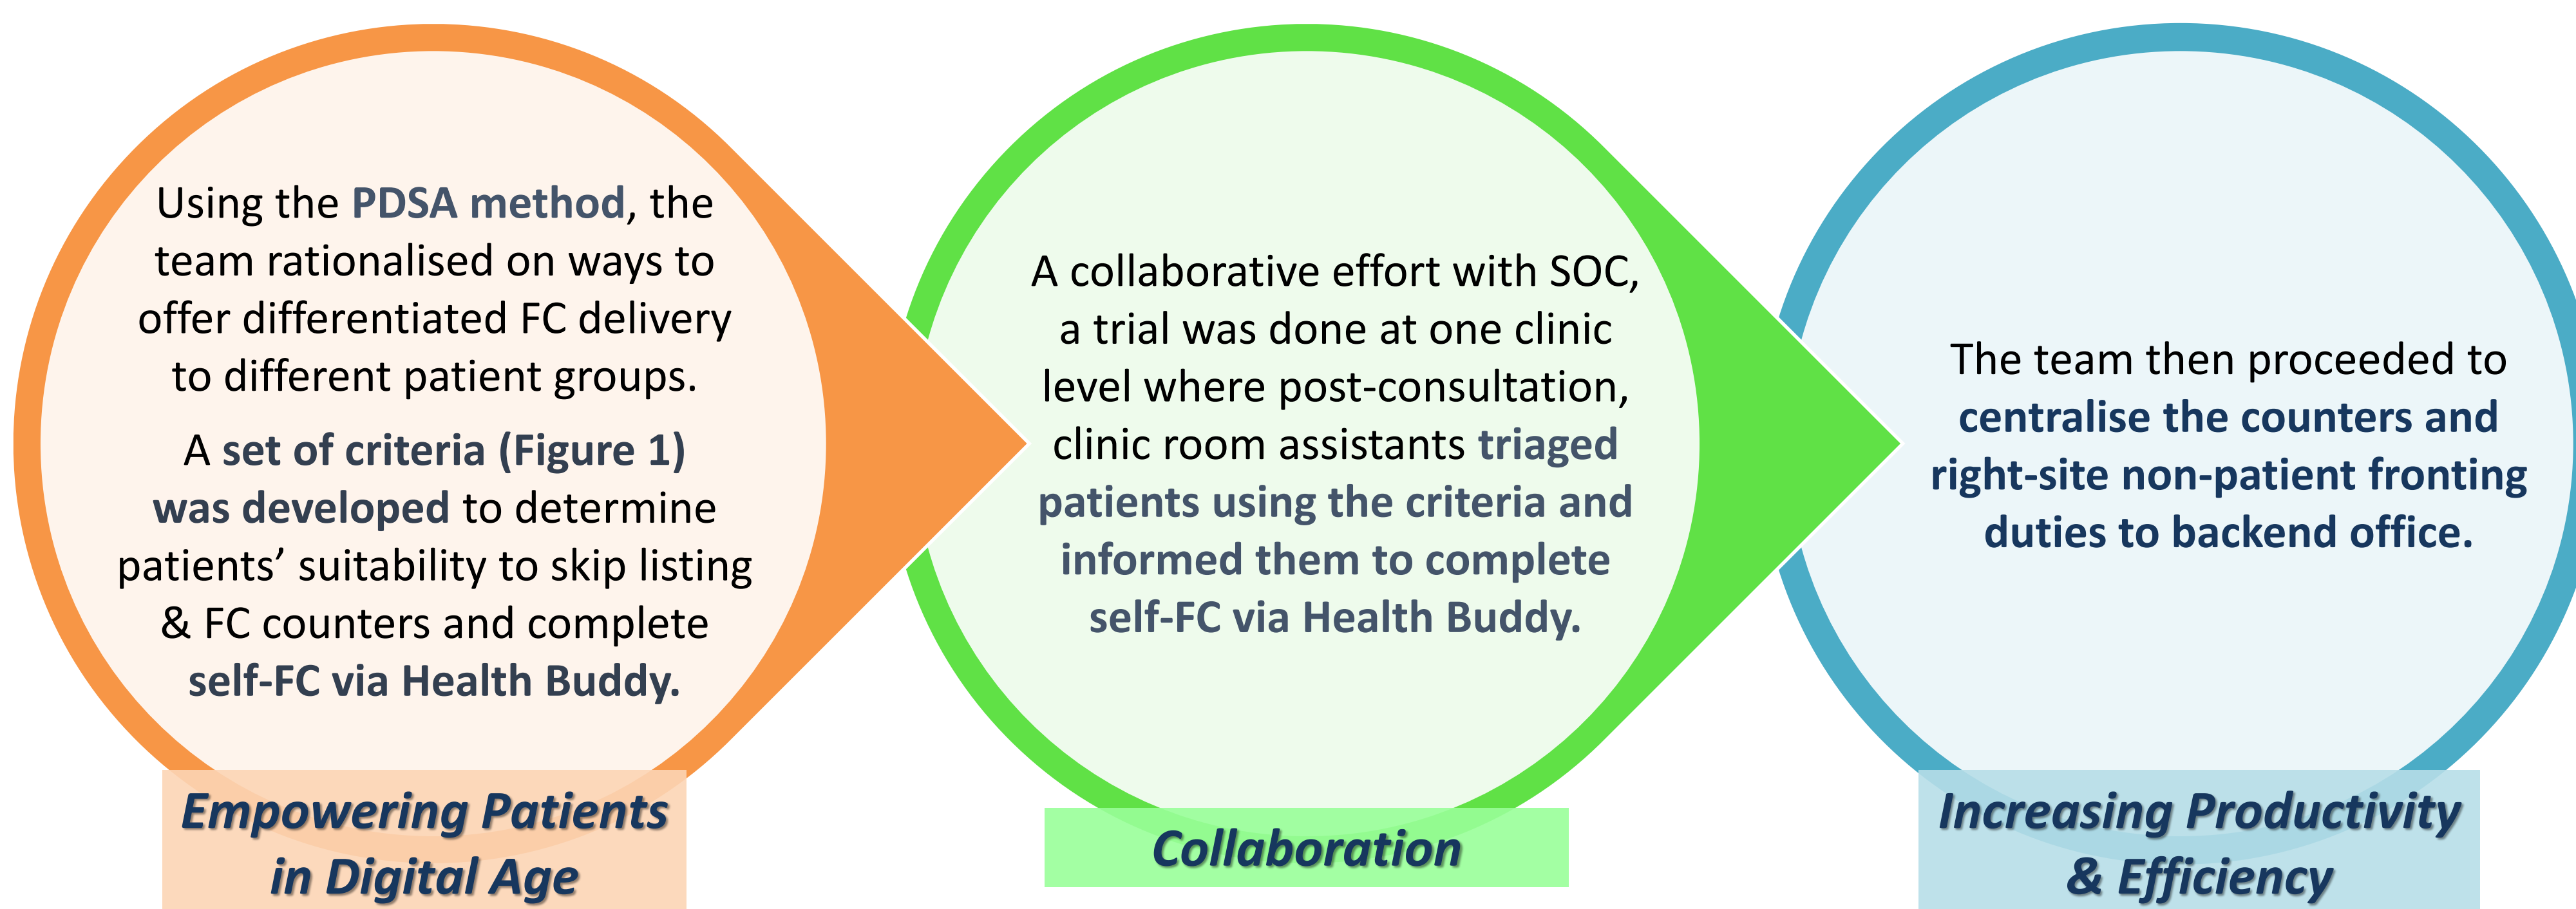 Using the PDSA method, the
team rationalised on ways to
offer differentiated FC delivery
to different patient groups.
A set of criteria (Figure 1)
was developed to determine
patients’ suitability to skip listing
& FC counters and complete
self-FC via Health Buddy.
Empowering Patients
in Digital Age
A collaborative effort with SOC,
a trial was done at one clinic
level where post-consultation,
clinic room assistants triaged
patients using the criteria and
informed them to complete
self-FC via Health Buddy.
Collaboration
The team then proceeded to
centralise the counters and
right-site non-patient fronting
duties to backend office.
Increasing Productivity
& Efficiency